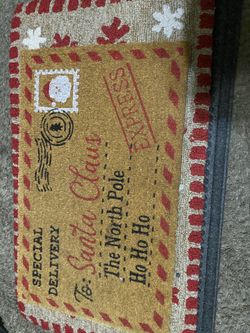 EXPRESS
SPECIAL
DELIVERY
To: Santa Claus
The North Pole
Ho Ho Ho